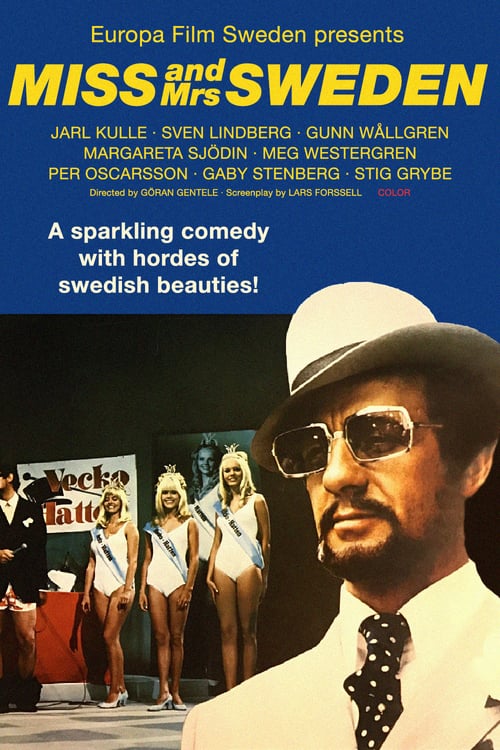 Europa Film Sweden presents
MISS and Mrs SWEDEN
JARL KULLE · SVEN LINDBERG · GUNN WÅLLGREN
MARGARETA SJÖDIN · MEG WESTERGREN
PER OSCARSSON · GABY STENBERG · STIG GRYBE
Directed by GÖRAN GENTELE · Screenplay by LARS FORSSELL COLOR
A sparkling comedy
with hordes of
swedish beauties!
Vecko
Natt